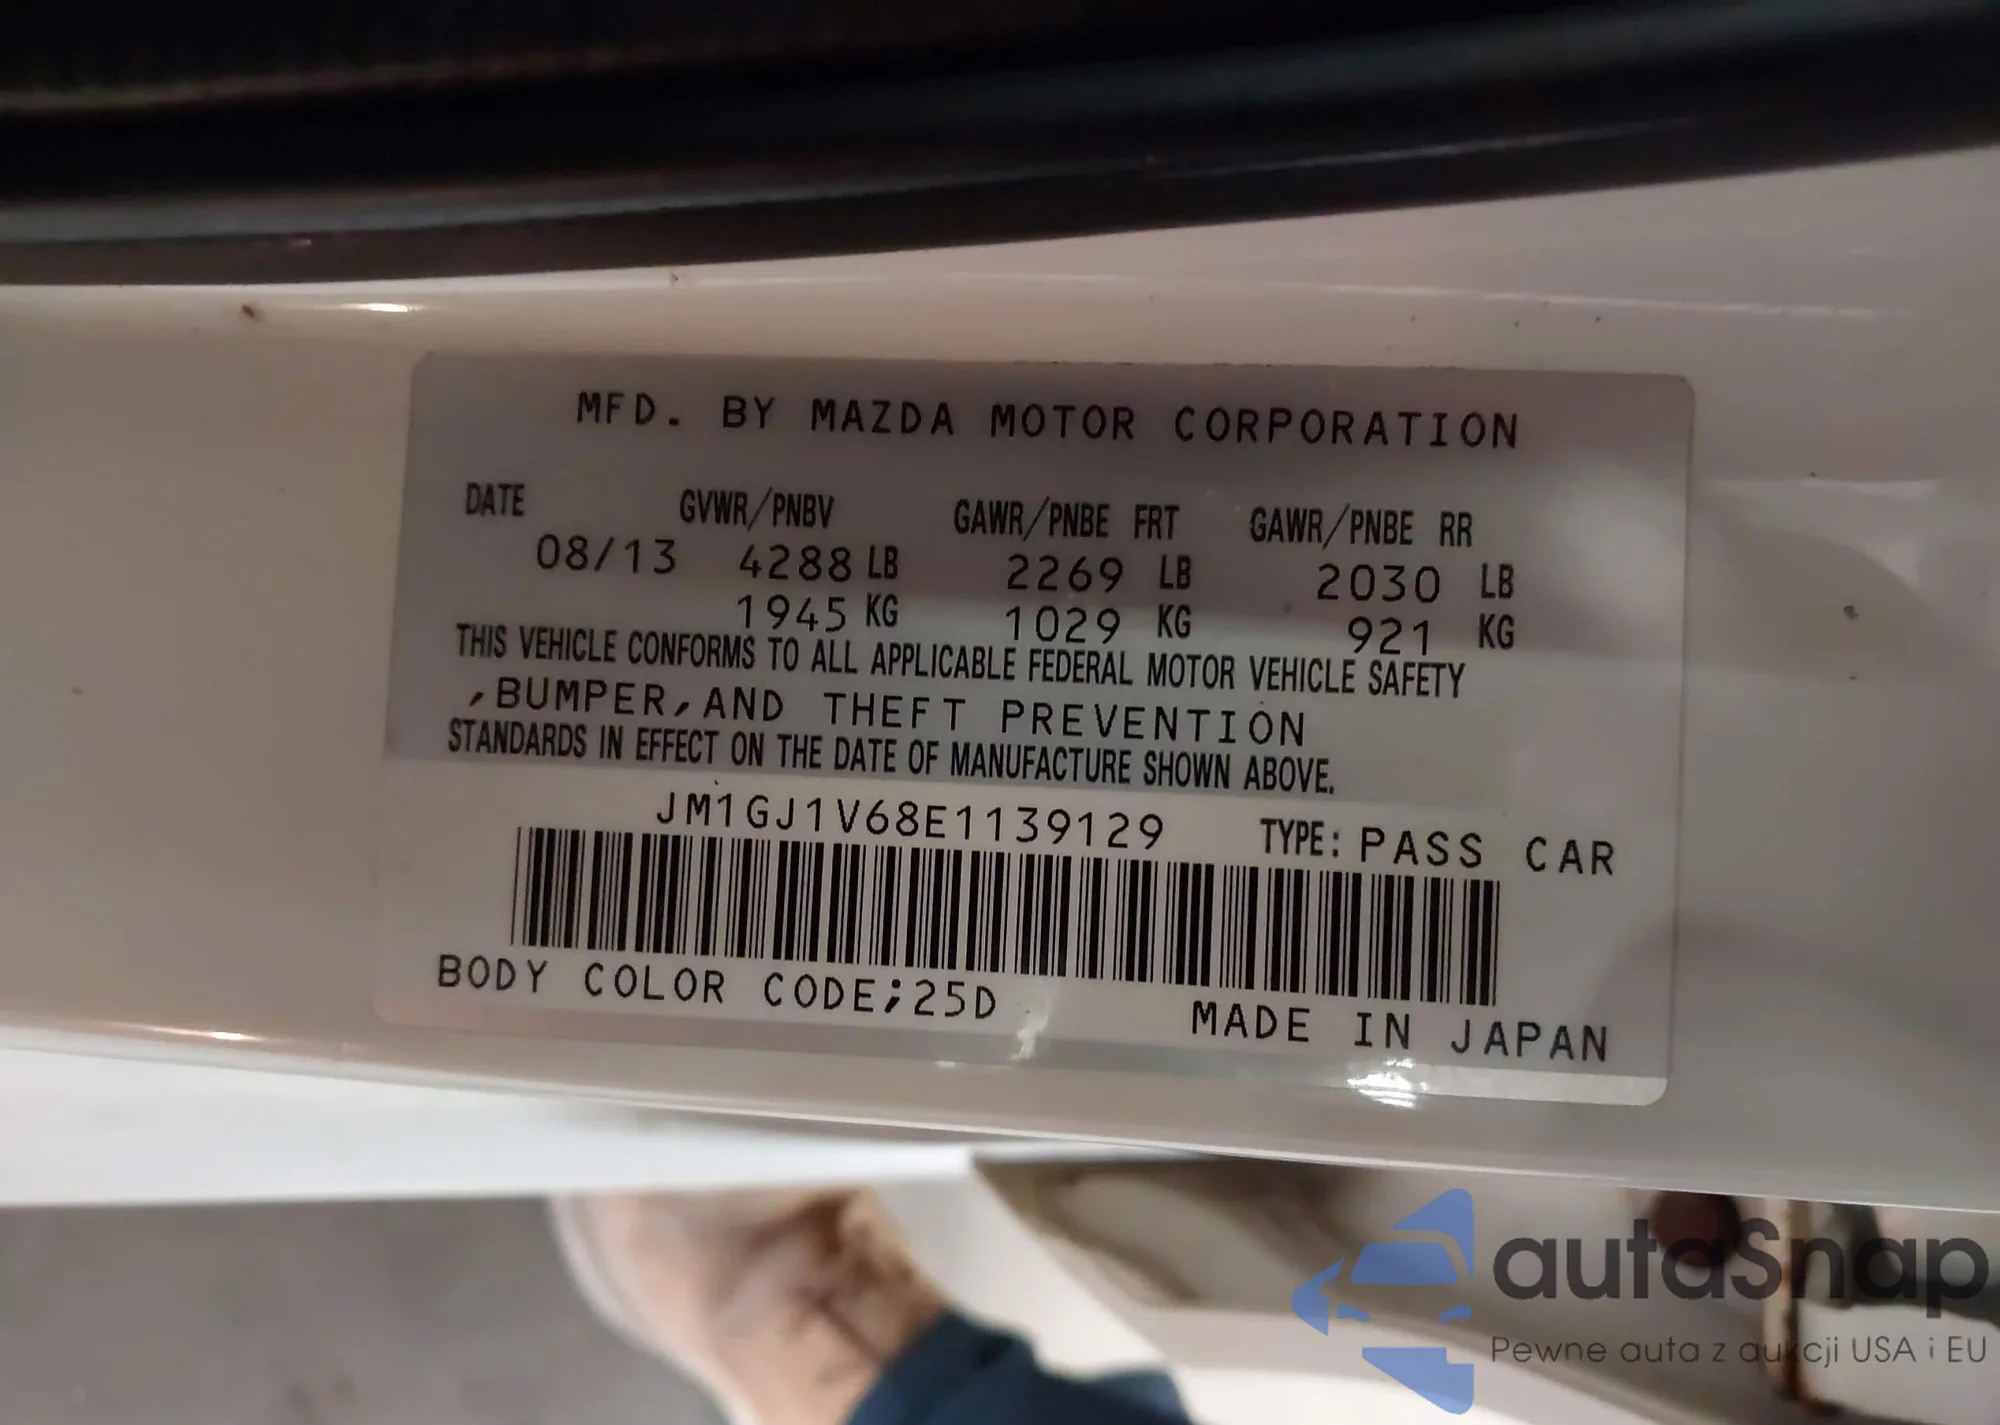 MFD. BY MAZDA MOTOR CORPORATION
DATE GVWR/PNBV GAWR/PNBE FRT GAWR/PNBE RR
08/13 4288 LB 2269 LB 2030 LB
1945 KG 1029 KG 921 KG
THIS VEHICLE CONFORMS TO ALL APPLICABLE FEDERAL MOTOR VEHICLE SAFETY
,BUMPER,AND THEFT PREVENTION
STANDARDS IN EFFECT ON THE DATE OF MANUFACTURE SHOWN ABOVE.
JM1GJ1V68E1139129 TYPE: PASS CAR
BODY COLOR CODE;25D MADE IN JAPAN
autaSnap
Pewne auta z aukcji USA i EU